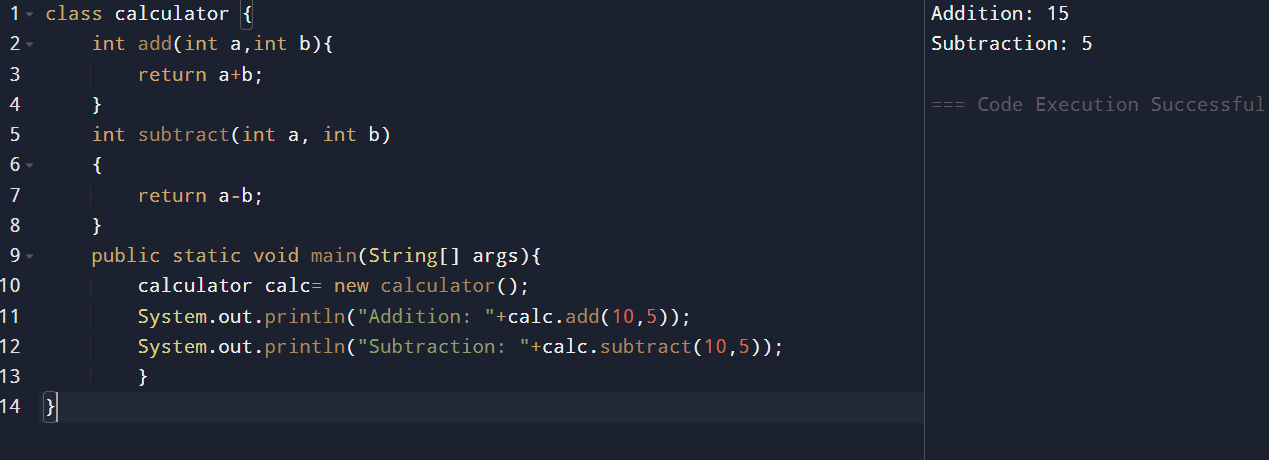 1 class calculator {
2     int add(int a,int b){
3         return a+b;
4     }
5     int subtract(int a, int b)
6     {
7         return a-b;
8     }
9     public static void main(String[] args){
10         calculator calc= new calculator();
11         System.out.println("Addition: "+calc.add(10,5));
12         System.out.println("Subtraction: "+calc.subtract(10,5));
13         }
14 }
Addition: 15
Subtraction: 5
=== Code Execution Successful